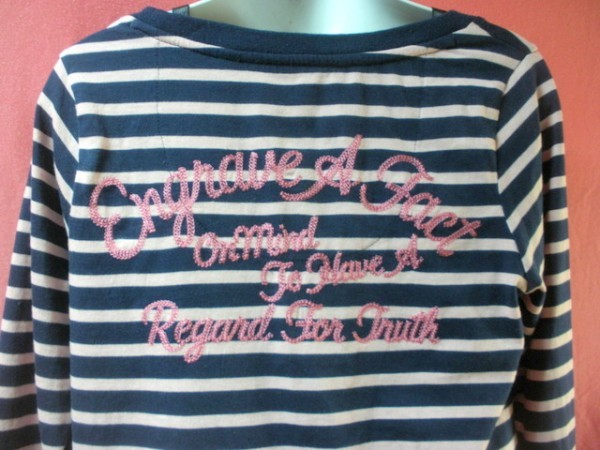 Engrave A Fact
On Mind
To Have A
Regard For Truth